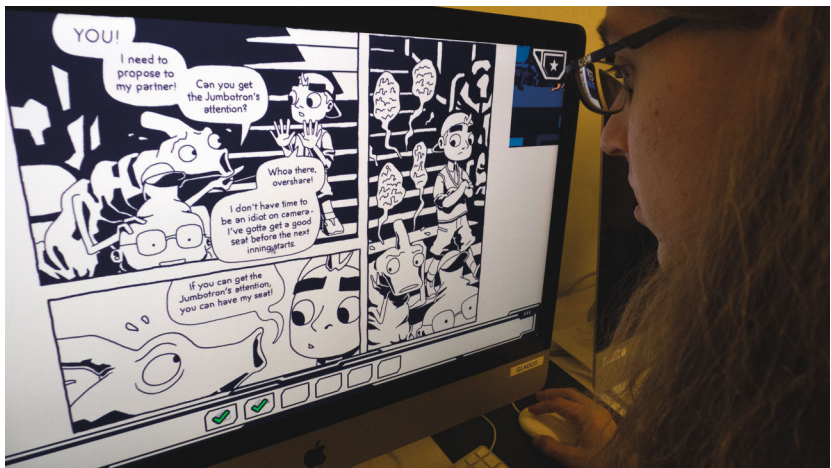 YOU!
I need to
propose to
my partner!
Can you get
the Jumbotron's
attention?
Whoa there,
overshare!
I don't have time to
be an idiot on camera-
I've gotta get a good
seat before the next
inning starts.
If you can get the
Jumbotron's attention,
you can have my seat!
GLADOS